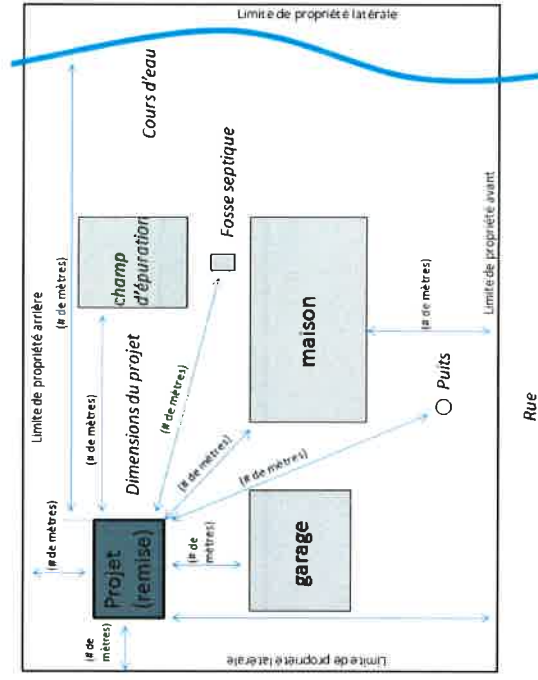 Limite de propriété latérale
Cours d'eau
Limite de propriété arrière
(# de mètres)
(# de mètres)
(# de mètres)
champ
d'épuration
Fosse septique
Dimensions du projet
(# de mètres)
Projet
(remise)
(# de
mètres)
(# de
mètres)
(# de mètres)
(# de mètres)
maison
garage
(# de mètres)
Puits
Limite de propriété avant
Limite de propriété latérale
Rue